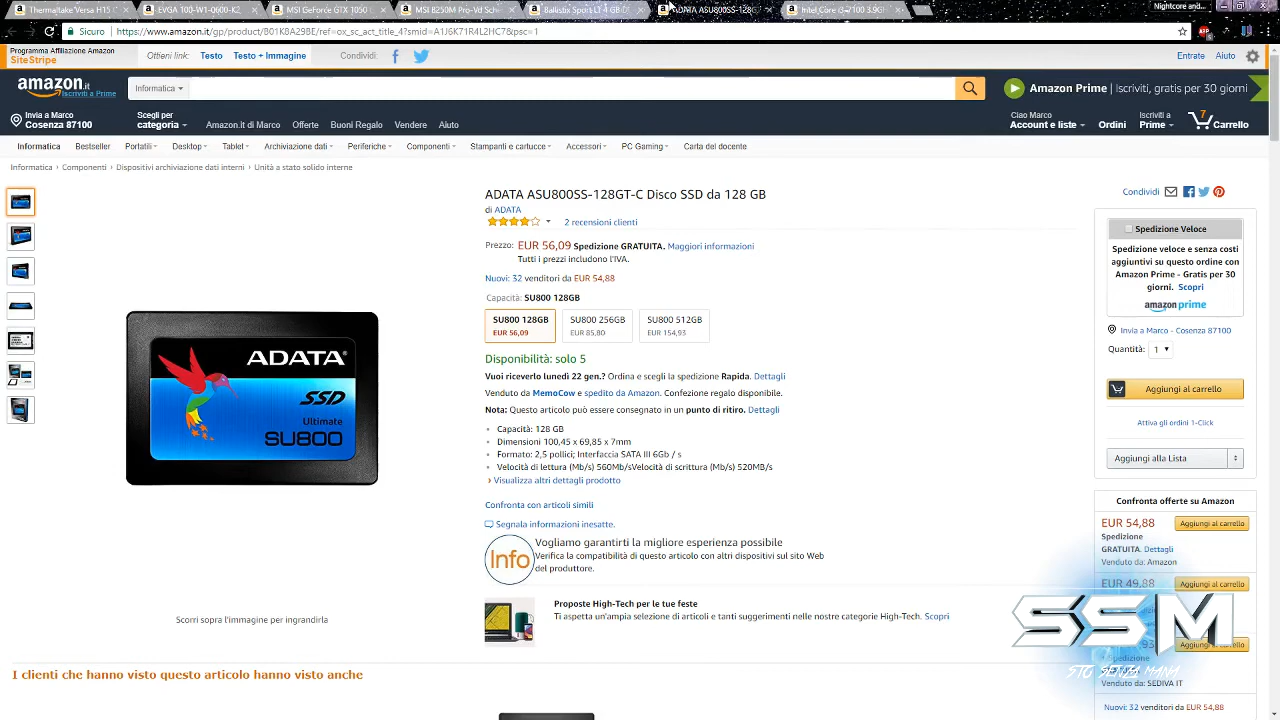 Thermaltake Versa H15
EVGA 100-W1-0600-K2
MSI GeForce GTX 1050
MSI B250M Pro-Vd
Ballistix Sport LT 4 GB
ADATA ASU800SS-128
Intel Core i3-7100 3.9G
Nightcore and...
Sicuro
https://www.amazon.it/gp/product/B01K8A29BE/ref=ox_sc_act_title_4?smid=A1J6K71R4L2HC7&psc=1
Programma Affiliazione Amazon
SiteStripe
Ottieni link:
Testo
Testo + Immagine
Condividi:
Entrate
Aiuto
amazon.it
Iscriviti a Prime
Informatica
Amazon Prime | Iscriviti, gratis per 30 giorni
Invia a Marco
Cosenza 87100
Scegli per
categoria
Amazon.it di Marco
Offerte
Buoni Regalo
Vendere
Aiuto
Ciao Marco
Account e liste
Ordini
Iscriviti a
Prime
7
Carrello
Informatica
Bestseller
Portatili
Desktop
Tablet
Archiviazione dati
Periferiche
Componenti
Stampanti e cartucce
Accessori
PC Gaming
Carta del docente
Informatica › Componenti › Dispositivi archiviazione dati interni › Unità a stato solido interne
ADATA ASU800SS-128GT-C Disco SSD da 128 GB
di ADATA
2 recensioni clienti
Prezzo: EUR 56,09 Spedizione GRATUITA. Maggiori informazioni
Tutti i prezzi includono l'IVA.
Nuovi: 32 venditori da EUR 54,88
Capacità: SU800 128GB
SU800 128GB
EUR 56,09
SU800 256GB
EUR 85,80
SU800 512GB
EUR 154,93
Disponibilità: solo 5
Vuoi riceverlo lunedì 22 gen.? Ordina e scegli la spedizione Rapida. Dettagli
Venduto da MemoCow e spedito da Amazon. Confezione regalo disponibile.
Nota: Questo articolo può essere consegnato in un punto di ritiro. Dettagli
• Capacità: 128 GB
• Dimensioni 100,45 x 69,85 x 7mm
• Formato: 2,5 pollici; Interfaccia SATA III 6Gb / s
• Velocità di lettura (Mb/s) 560Mb/sVelocità di scrittura (Mb/s) 520MB/s
› Visualizza altri dettagli prodotto
Confronta con articoli simili
Segnala informazioni inesatte.
Info
Vogliamo garantirti la migliore esperienza possibile
Verifica la compatibilità di questo articolo con altri dispositivi sul sito Web
del produttore.
Proposte High-Tech per le tue feste
Ti aspetta un'ampia selezione di articoli e tanti suggerimenti nelle nostre categorie High-Tech. Scopri
ADATA®
SSD
Ultimate
SU800
Scorri sopra l'immagine per ingrandirla
I clienti che hanno visto questo articolo hanno visto anche
Condividi
Spedizione Veloce
Spedizione veloce e senza costi
aggiuntivi su questo ordine con
Amazon Prime - Gratis per 30
giorni. Scopri
amazon prime
Invia a Marco - Cosenza 87100
Quantità: 1
Aggiungi al carrello
Attiva gli ordini 1-Click
Aggiungi alla Lista
Confronta offerte su Amazon
EUR 54,88
Aggiungi al carrello
Spedizione
GRATUITA. Dettagli
Venduto da: Amazon
EUR 49,88
Aggiungi al carrello
Aggiungi al carrello
+ Spedizione
Venduto da: SEDIVA IT
Nuovi: 32 venditori da EUR 54,88
SSM
STO SENZA MANA